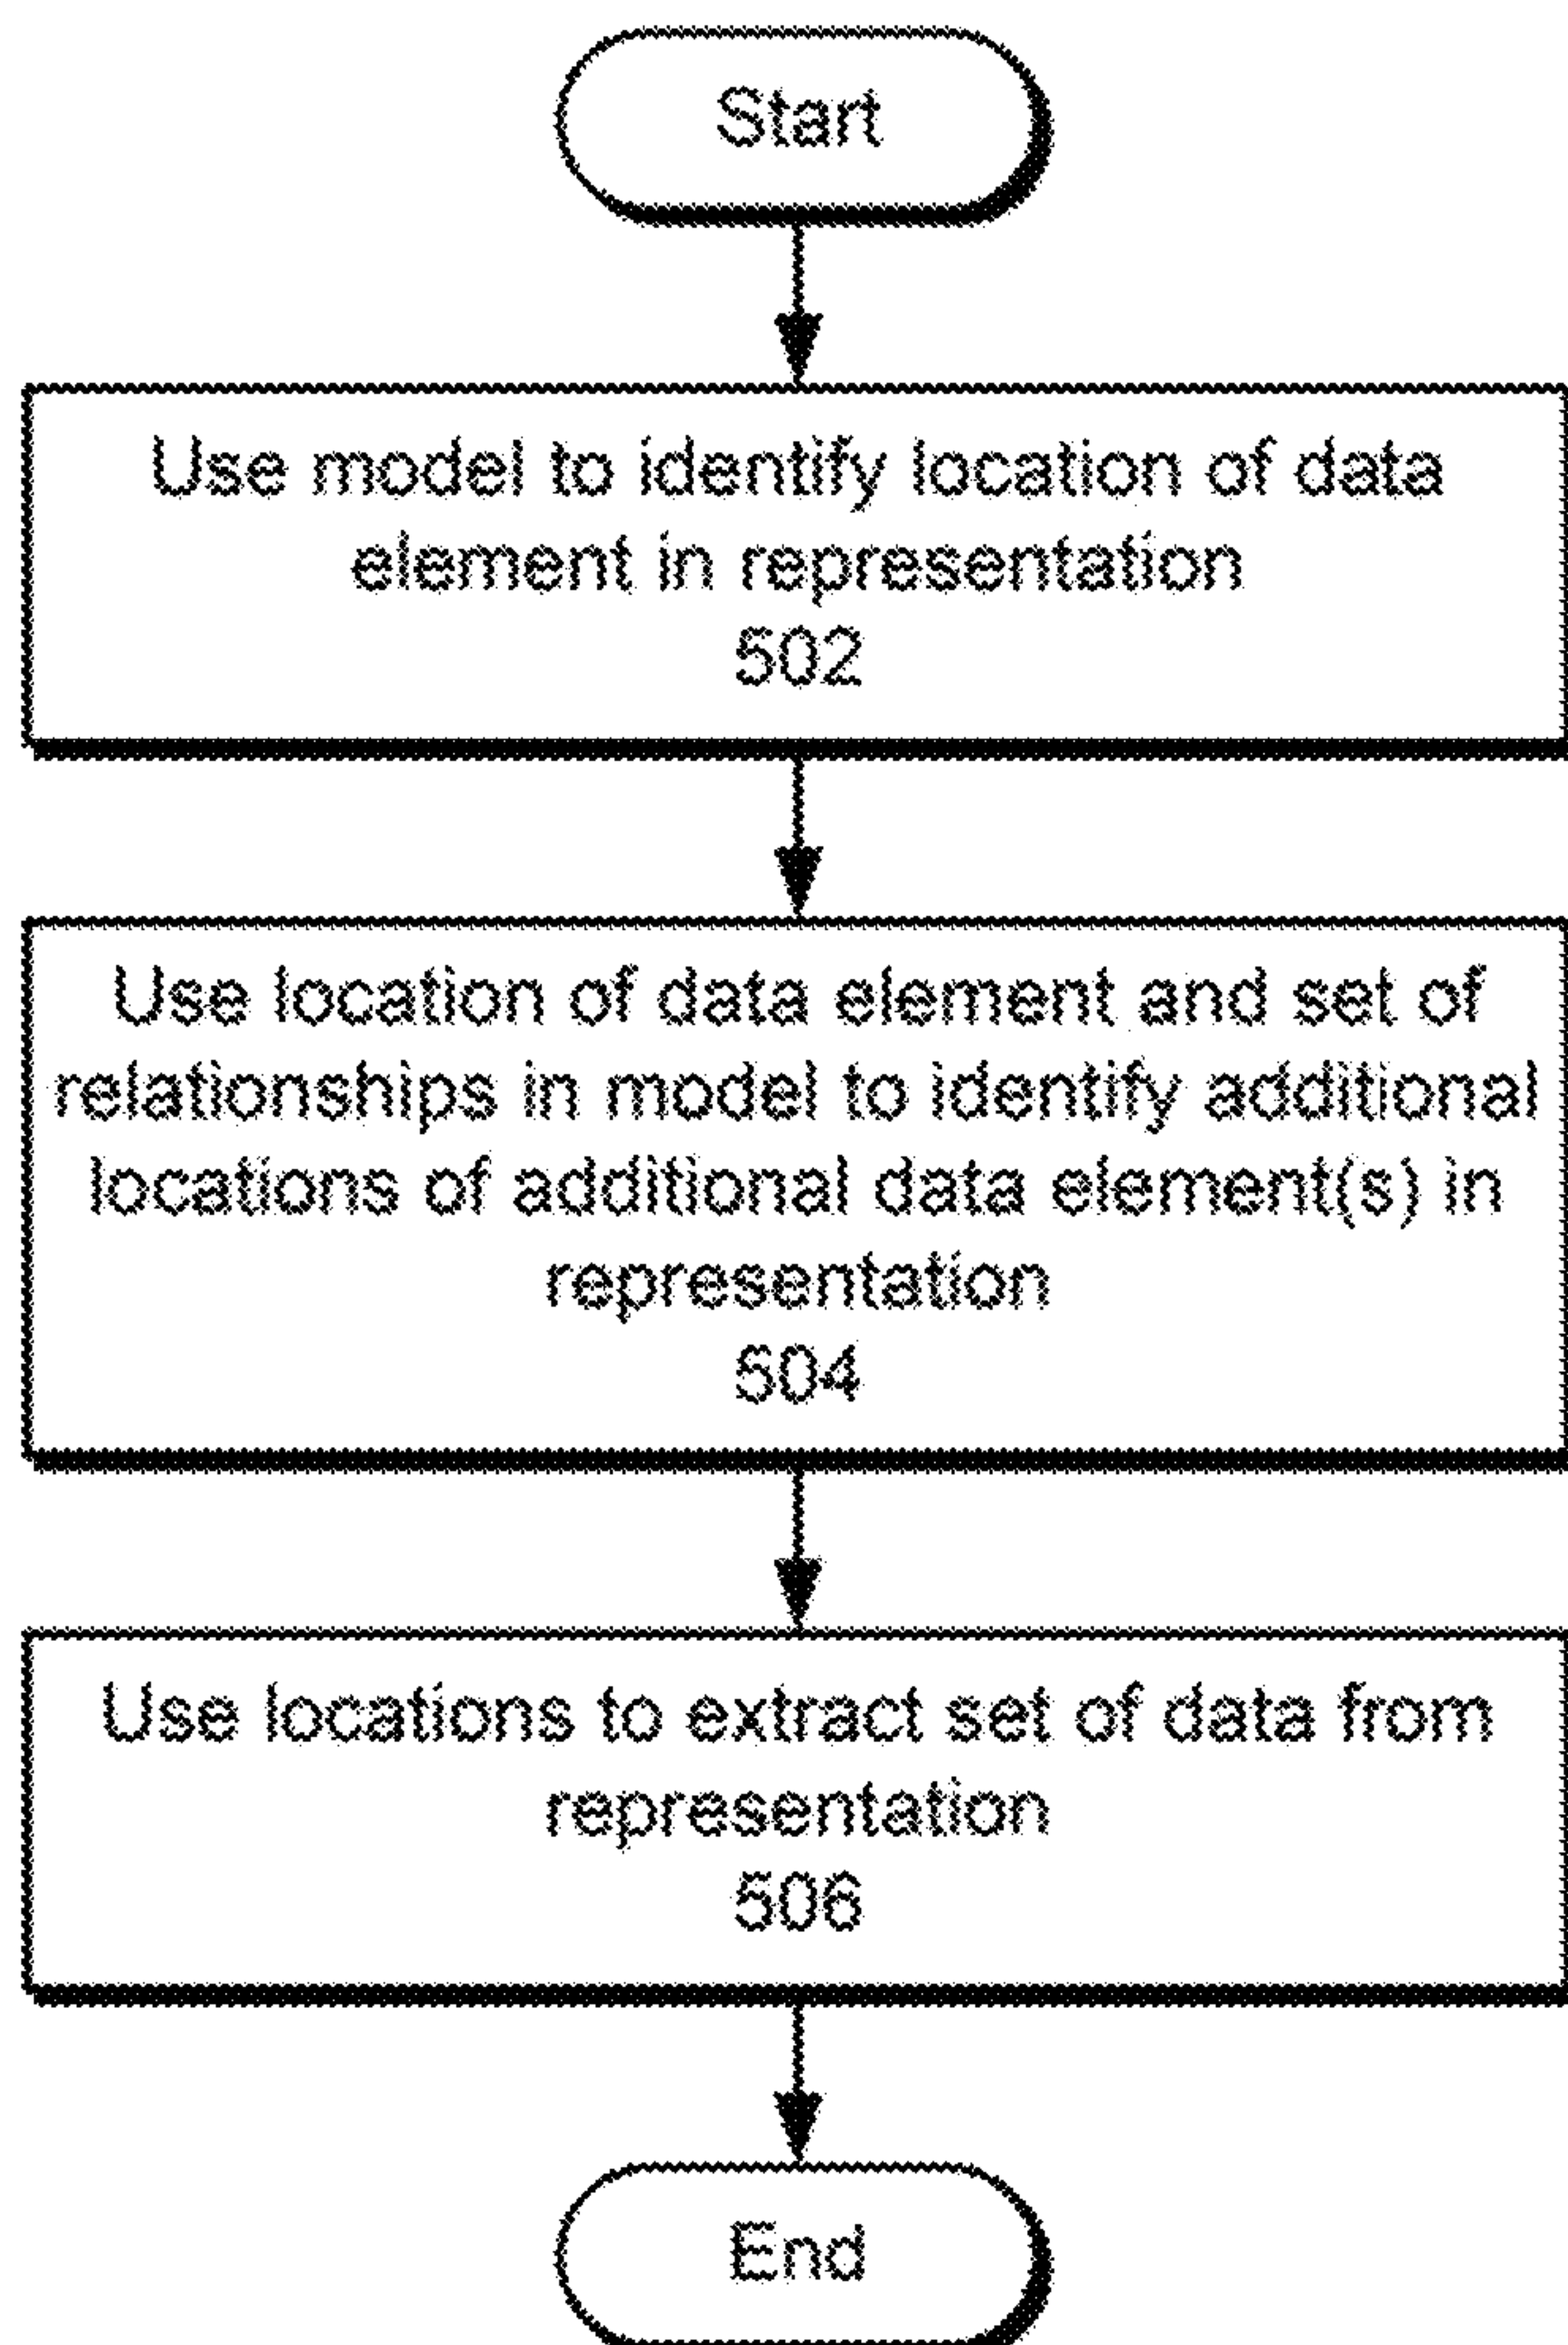 Start
Use model to identify location of data
element in representation
502
Use location of data element and set of
relationships in model to identify additional
locations of additional data element(s) in
representation
504
Use locations to extract set of data from
representation
506
End